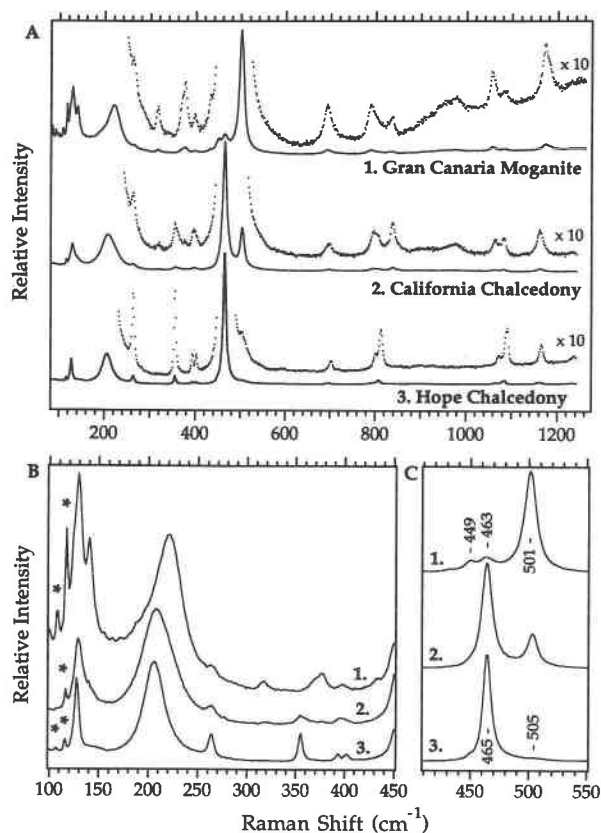 A
x 10
1. Gran Canaria Moganite
x 10
2. California Chalcedony
x 10
3. Hope Chalcedony
Relative Intensity
200 400 600 800 1000 1200
B
*
*
*
* *
1.
2.
3.
Relative Intensity
100 150 200 250 300 350 400 450
C
- 449
- 463
501 -
1.
2.
3.
465 -
- 505
450 500 550
Raman Shift (cm⁻¹)